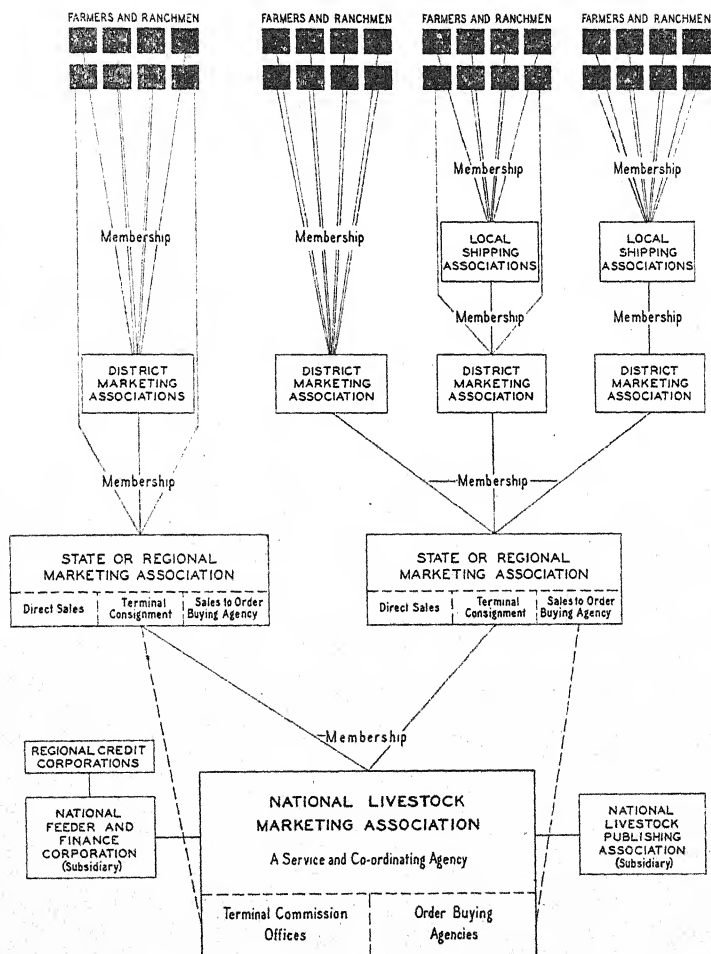 FARMERS AND RANCHMEN
FARMERS AND RANCHMEN
FARMERS AND RANCHMEN
FARMERS AND RANCHMEN
Membership
Membership
Membership
Membership
LOCAL
SHIPPING
ASSOCIATIONS
LOCAL
SHIPPING
ASSOCIATIONS
Membership
Membership
DISTRICT
MARKETING
ASSOCIATIONS
DISTRICT
MARKETING
ASSOCIATION
DISTRICT
MARKETING
ASSOCIATION
DISTRICT
MARKETING
ASSOCIATION
Membership
Membership
STATE OR REGIONAL
MARKETING ASSOCIATION
Direct Sales
Terminal
Consignment
Sales to Order
Buying Agency
STATE OR REGIONAL
MARKETING ASSOCIATION
Direct Sales
Terminal
Consignment
Sales to Order
Buying Agency
Membership
REGIONAL CREDIT
CORPORATIONS
NATIONAL
FEEDER AND
FINANCE
CORPORATION
(Subsidiary)
NATIONAL LIVESTOCK
MARKETING ASSOCIATION
A Service and Co-ordinating Agency
Terminal Commission
Offices
Order Buying
Agencies
NATIONAL
LIVESTOCK
PUBLISHING
ASSOCIATION
(Subsidiary)